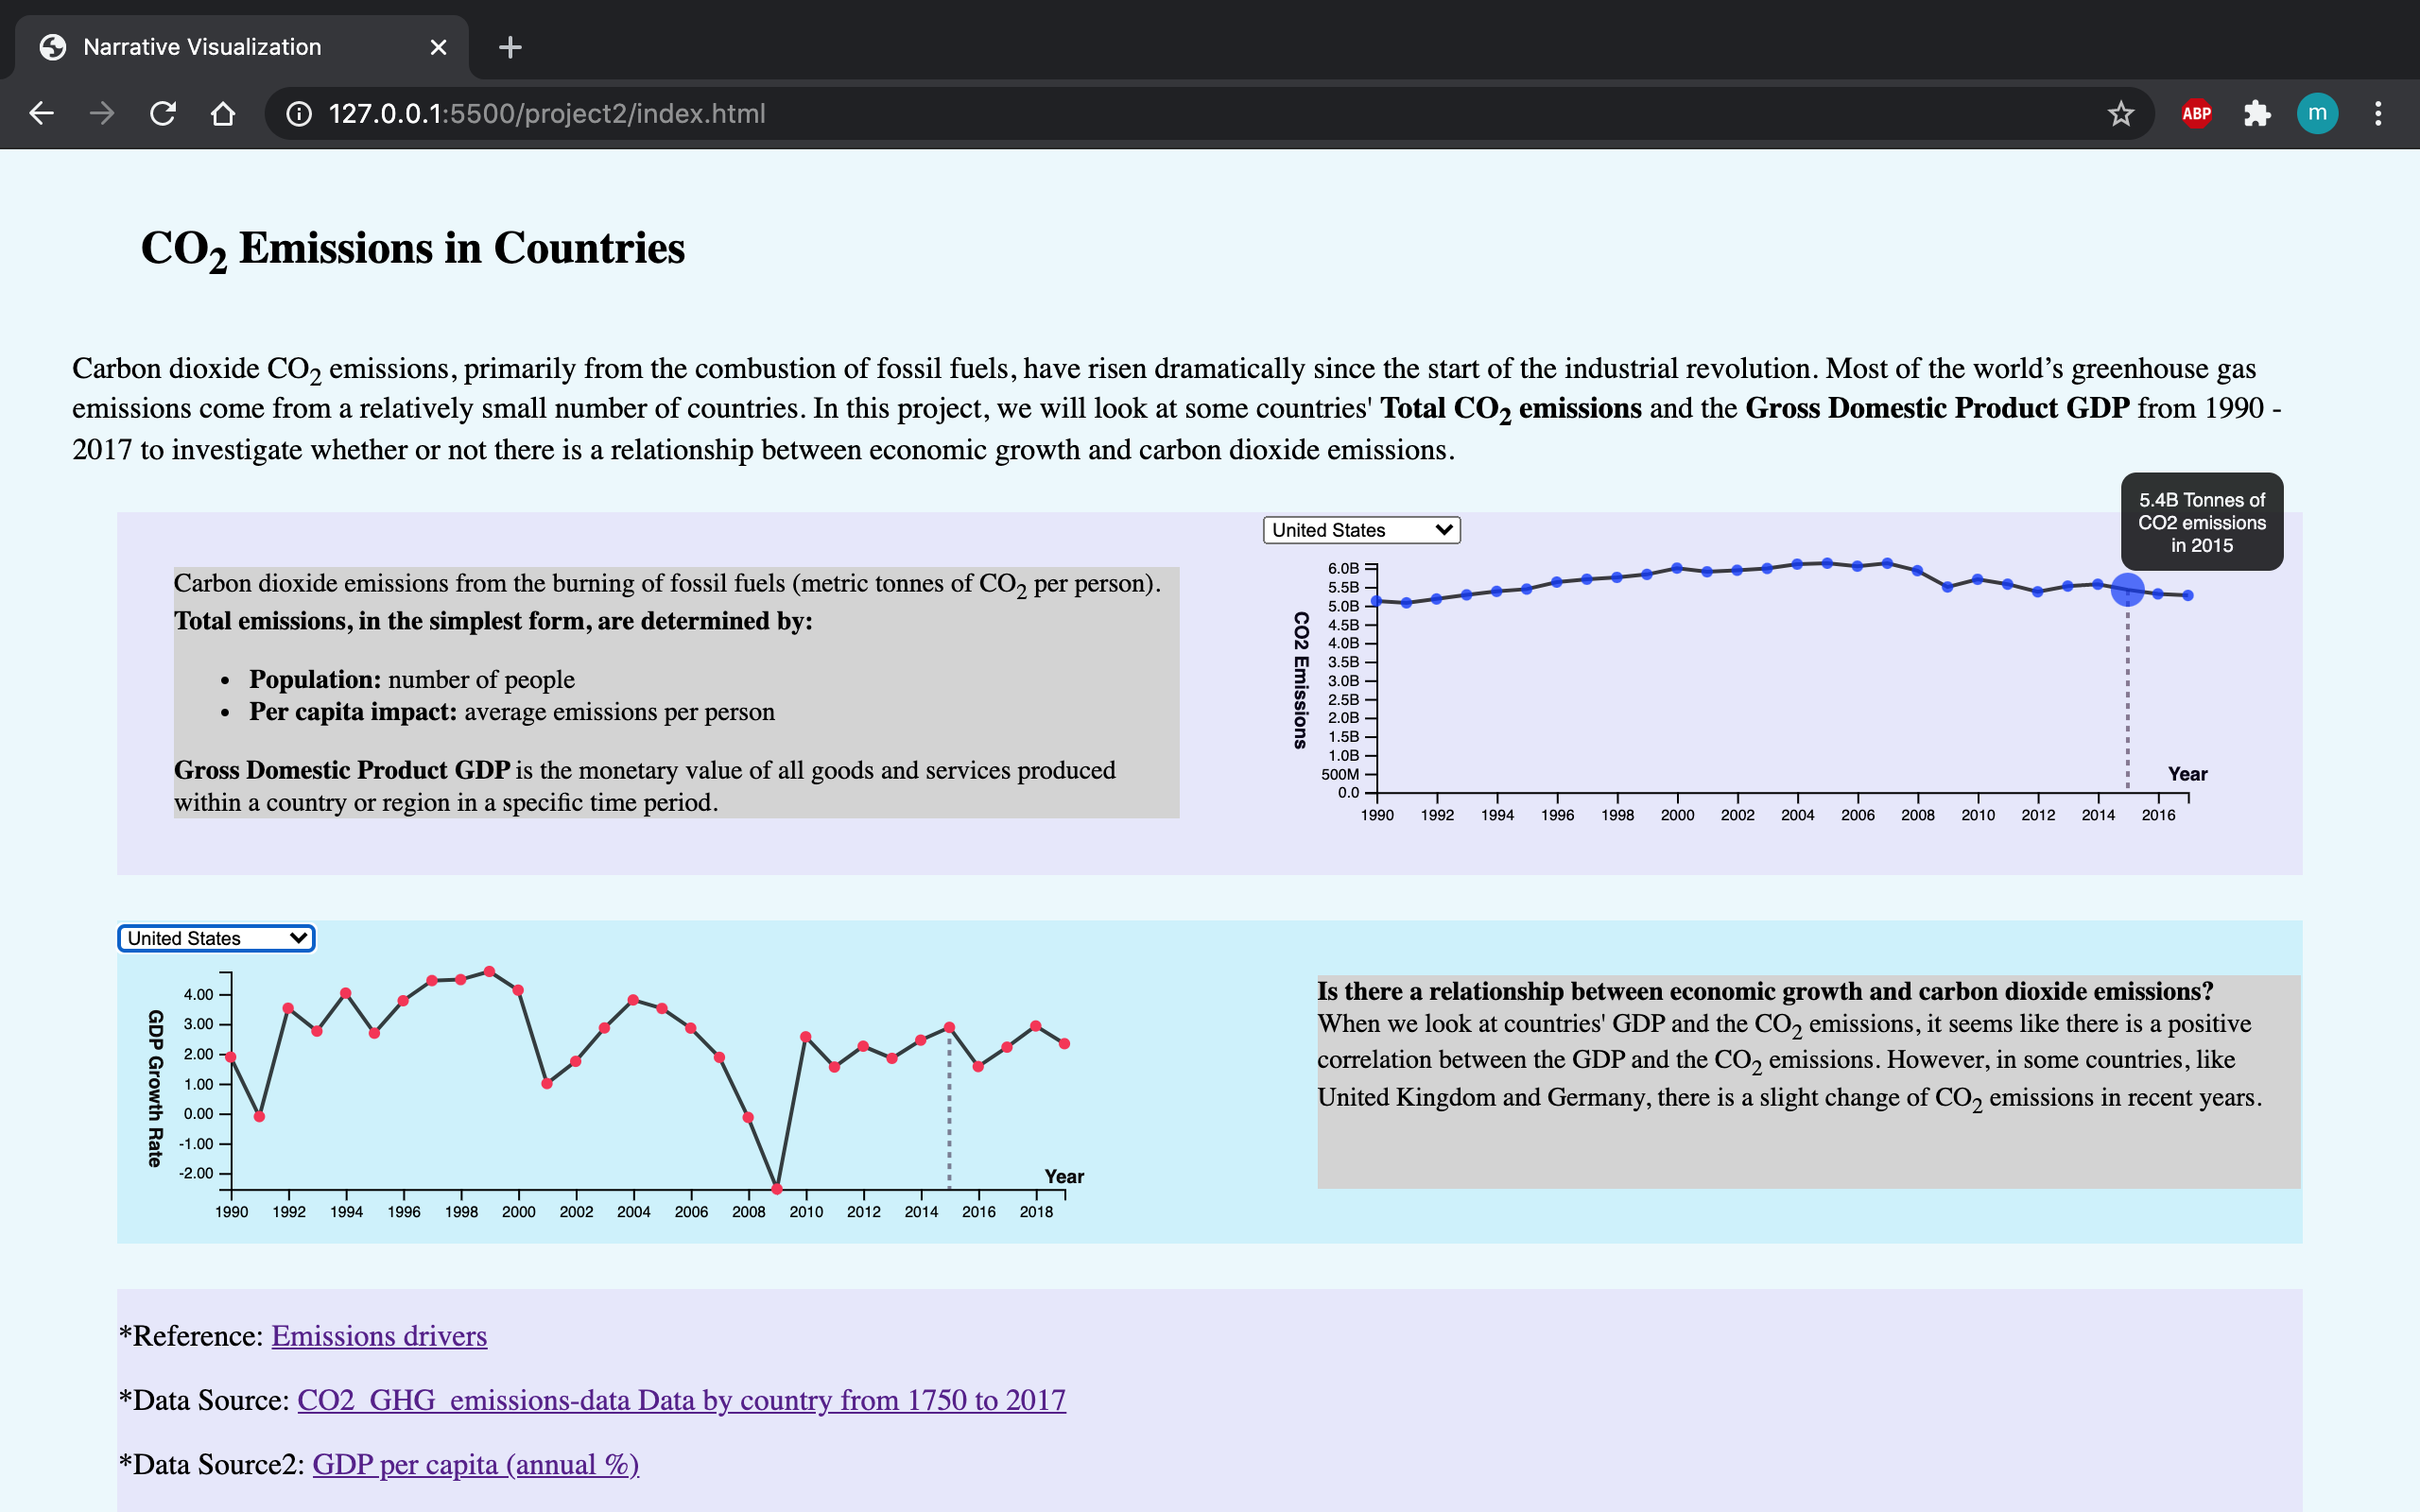 Narrative Visualization
127.0.0.1:5500/project2/index.html
ABP
m
CO2 Emissions in Countries
Carbon dioxide CO2 emissions, primarily from the combustion of fossil fuels, have risen dramatically since the start of the industrial revolution. Most of the world’s greenhouse gas
emissions come from a relatively small number of countries. In this project, we will look at some countries' Total CO2 emissions and the Gross Domestic Product GDP from 1990 -
2017 to investigate whether or not there is a relationship between economic growth and carbon dioxide emissions.
Carbon dioxide emissions from the burning of fossil fuels (metric tonnes of CO2 per person).
Total emissions, in the simplest form, are determined by:
• Population: number of people
• Per capita impact: average emissions per person
Gross Domestic Product GDP is the monetary value of all goods and services produced
within a country or region in a specific time period.
United States
5.4B Tonnes of
CO2 emissions
in 2015
CO2 Emissions
6.0B
5.5B
5.0B
4.5B
4.0B
3.5B
3.0B
2.5B
2.0B
1.5B
1.0B
500M
0.0
Year
1990 1992 1994 1996 1998 2000 2002 2004 2006 2008 2010 2012 2014 2016
United States
GDP Growth Rate
4.00
3.00
2.00
1.00
0.00
-1.00
-2.00
Year
1990 1992 1994 1996 1998 2000 2002 2004 2006 2008 2010 2012 2014 2016 2018
Is there a relationship between economic growth and carbon dioxide emissions?
When we look at countries' GDP and the CO2 emissions, it seems like there is a positive
correlation between the GDP and the CO2 emissions. However, in some countries, like
United Kingdom and Germany, there is a slight change of CO2 emissions in recent years.
*Reference: Emissions drivers
*Data Source: CO2_GHG_emissions-data Data by country from 1750 to 2017
*Data Source2: GDP per capita (annual %)